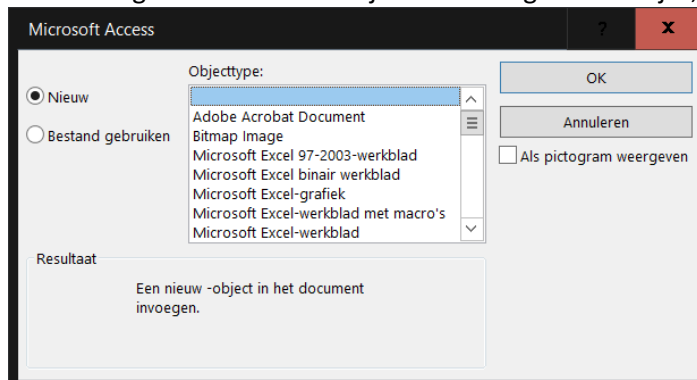 Microsoft Access
?
x
Objecttype:
Nieuw
Bestand gebruiken
Adobe Acrobat Document
Bitmap Image
Microsoft Excel 97-2003-werkblad
Microsoft Excel binair werkblad
Microsoft Excel-grafiek
Microsoft Excel-werkblad met macro's
Microsoft Excel-werkblad
OK
Annuleren
Als pictogram weergeven
Resultaat
Een nieuw -object in het document
invoegen.